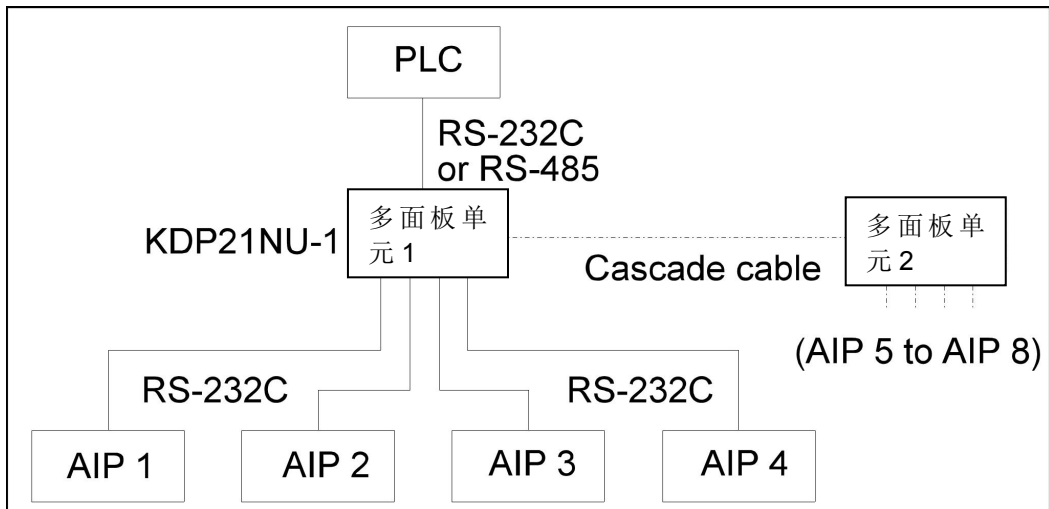 PLC
RS-232C
or RS-485
KDP21NU-1
多面板单
元1
Cascade cable
多面板单
元2
(AIP 5 to AIP 8)
RS-232C
RS-232C
AIP 1
AIP 2
AIP 3
AIP 4